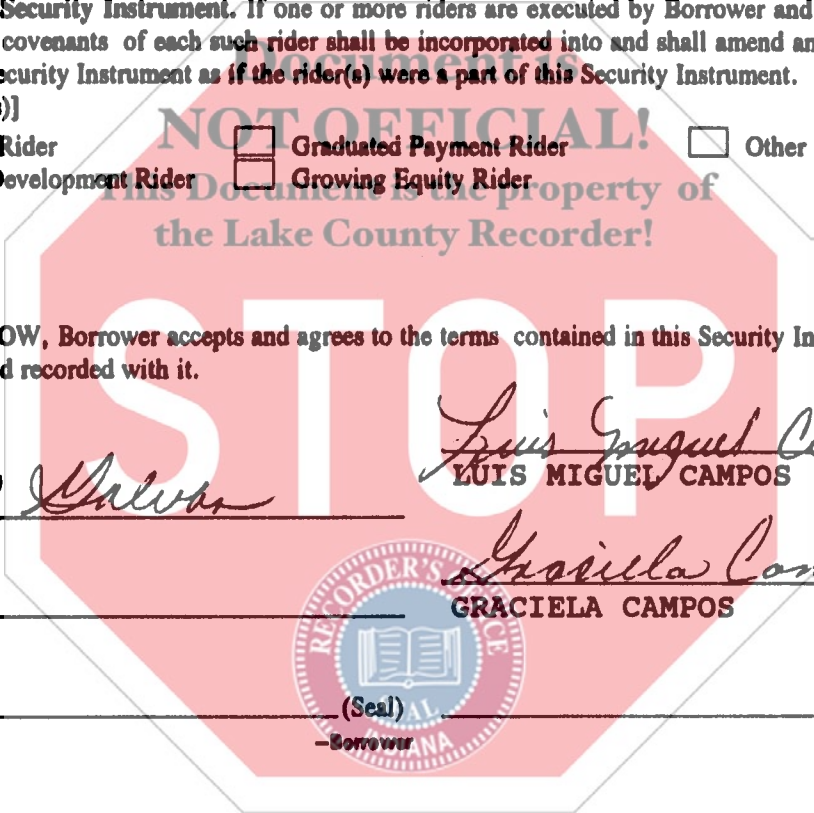 Security Instrument. If one or more riders are executed by Borrower and
covenants of each such rider shall be incorporated into and shall amend an
ecurity Instrument as if the rider(s) were a part of this Security Instrument.
)]
Document is
NOT OFFICIAL!
Rider Graduated Payment Rider Other
evelopment Rider Growing Equity Rider
This Document is the property of
the Lake County Recorder!
STOP
OW, Borrower accepts and agrees to the terms contained in this Security In
d recorded with it.
Luis Miguel C
LUIS MIGUEL CAMPOS
Galvan
Graciela Cam
GRACIELA CAMPOS
RECORDER'S OFFICE
(Seal)
SEAL
-Borrower
INDIANA